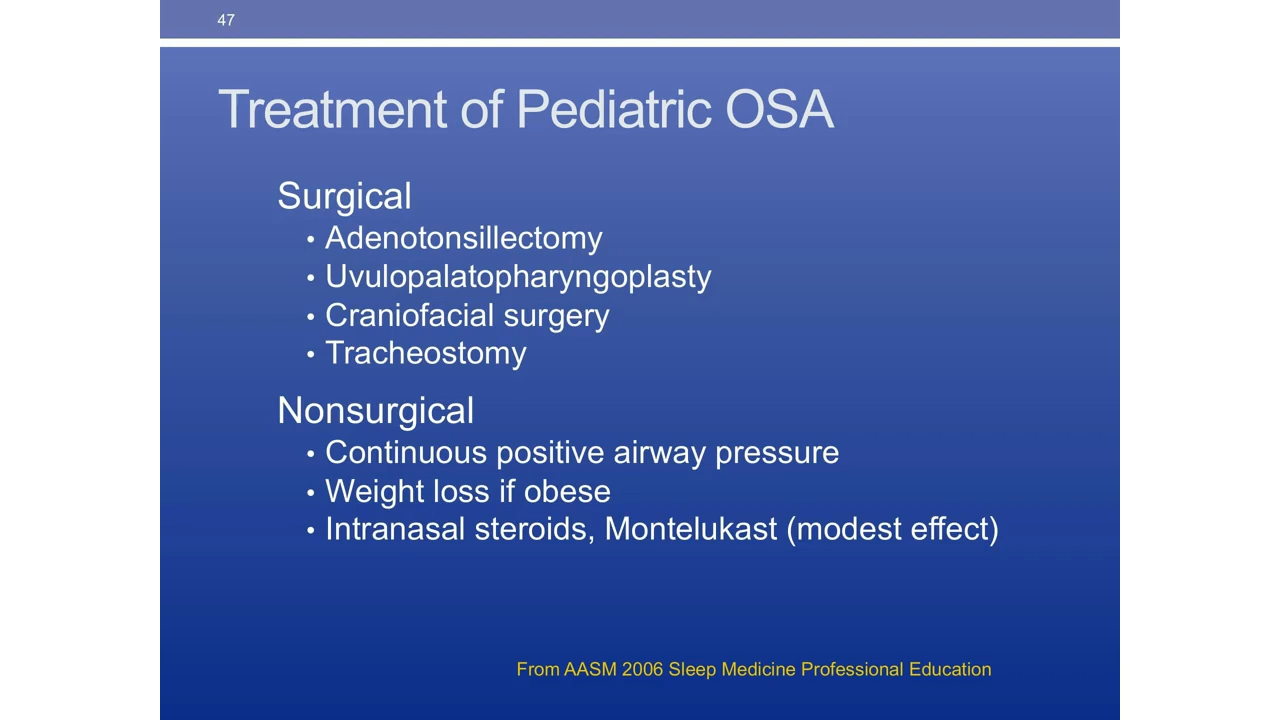 47
Treatment of Pediatric OSA
Surgical
• Adenotonsillectomy
• Uvulopalatopharyngoplasty
• Craniofacial surgery
• Tracheostomy
Nonsurgical
• Continuous positive airway pressure
• Weight loss if obese
• Intranasal steroids, Montelukast (modest effect)
From AASM 2006 Sleep Medicine Professional Education